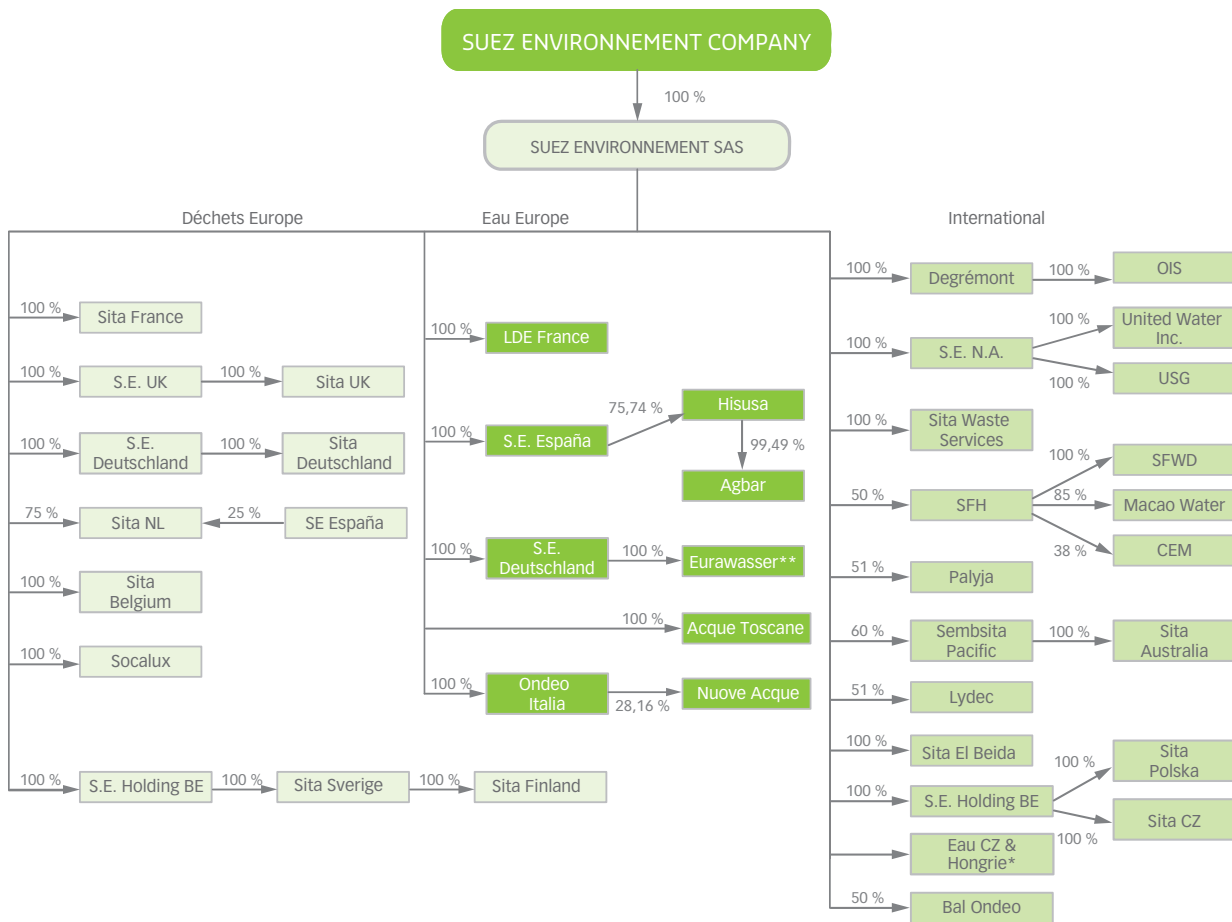 SUEZ ENVIRONNEMENT COMPANY
100 %
SUEZ ENVIRONNEMENT SAS
Déchets Europe
Eau Europe
International
100 %
Sita France
100 %
S.E. UK
100 %
Sita UK
100 %
S.E.
Deutschland
100 %
Sita
Deutschland
75 %
Sita NL
25 %
SE España
100 %
Sita
Belgium
100 %
Socalux
100 %
S.E. Holding BE
100 %
Sita Sverige
100 %
Sita Finland
100 %
LDE France
100 %
S.E. España
75,74 %
Hisusa
99,49 %
Agbar
100 %
S.E.
Deutschland
100 %
Eurawasser**
100 %
Acque Toscane
100 %
Ondeo
Italia
28,16 %
Nuove Acque
100 %
Degrémont
100 %
OIS
100 %
S.E. N.A.
100 %
United Water
Inc.
100 %
USG
100 %
Sita Waste
Services
50 %
SFH
100 %
SFWD
85 %
Macao Water
38 %
CEM
51 %
Palyja
60 %
Sembsita
Pacific
100 %
Sita
Australia
51 %
Lydec
100 %
Sita El Beida
100 %
S.E. Holding BE
100 %
Sita
Polska
100 %
Sita CZ
Eau CZ &
Hongrie*
50 %
Bal Ondeo